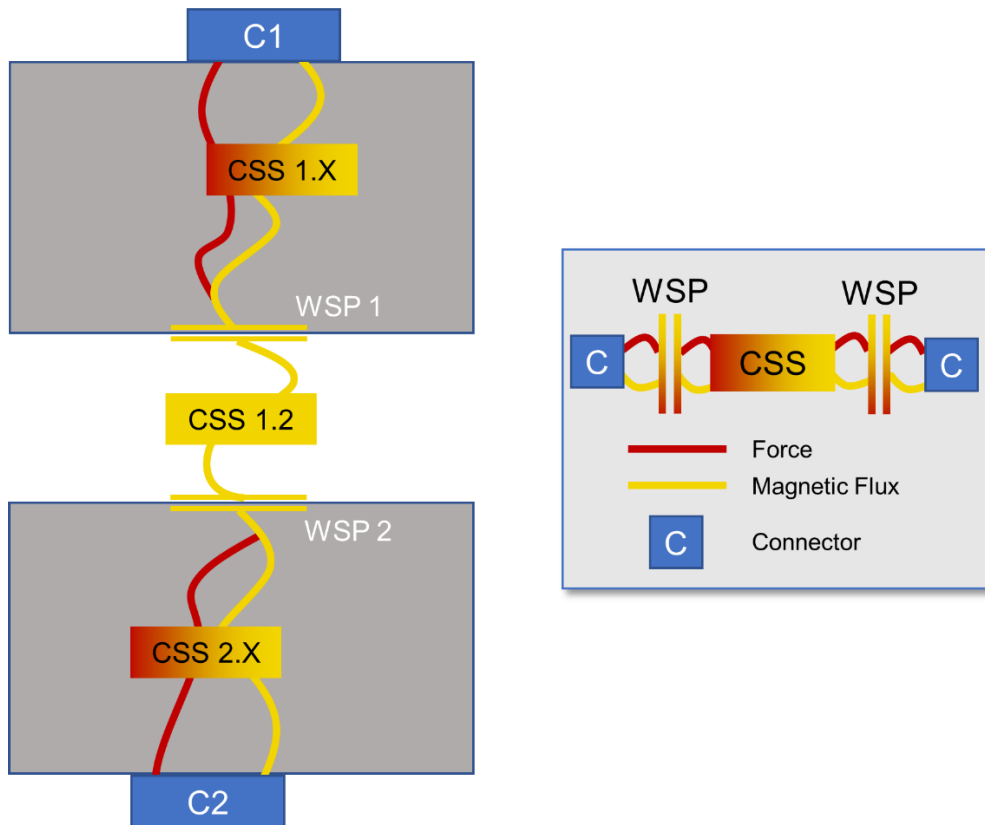 C1
CSS 1.X
WSP 1
CSS 1.2
WSP 2
CSS 2.X
C2
WSP WSP
C CSS C
Force
Magnetic Flux
C Connector